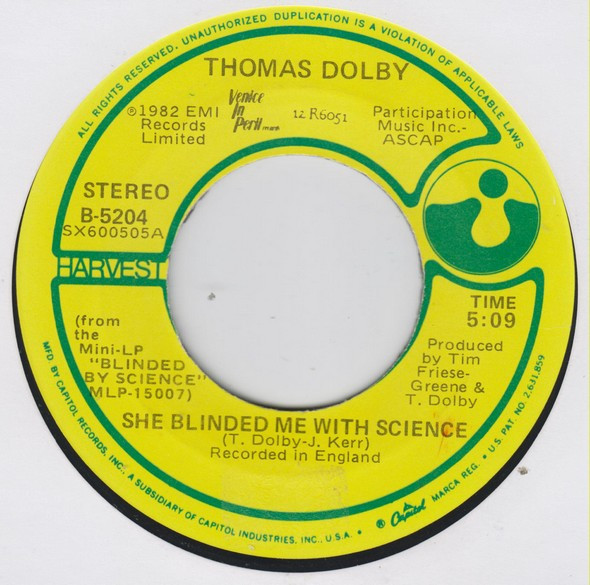 ALL RIGHTS RESERVED. UNAUTHORIZED DUPLICATION IS A VIOLATION OF APPLICABLE LAWS
THOMAS DOLBY
℗1982 EMI
Records
Limited
Venice
In
Peril
12 R6051
Participation
Music Inc.-
ASCAP
STEREO
B-5204
SX600505A
HARVEST
(from
the
Mini-LP
"BLINDED
BY SCIENCE"
MLP-15007)
TIME
5:09
Produced
by Tim
Friese-
Greene &
T. Dolby
SHE BLINDED ME WITH SCIENCE
(T. Dolby-J. Kerr)
Recorded in England
MFD. BY CAPITOL RECORDS, INC., A SUBSIDIARY OF CAPITOL INDUSTRIES, INC., U.S.A. • ® Capitol MARCA REG. • U.S. PAT. NO. 2,631,859